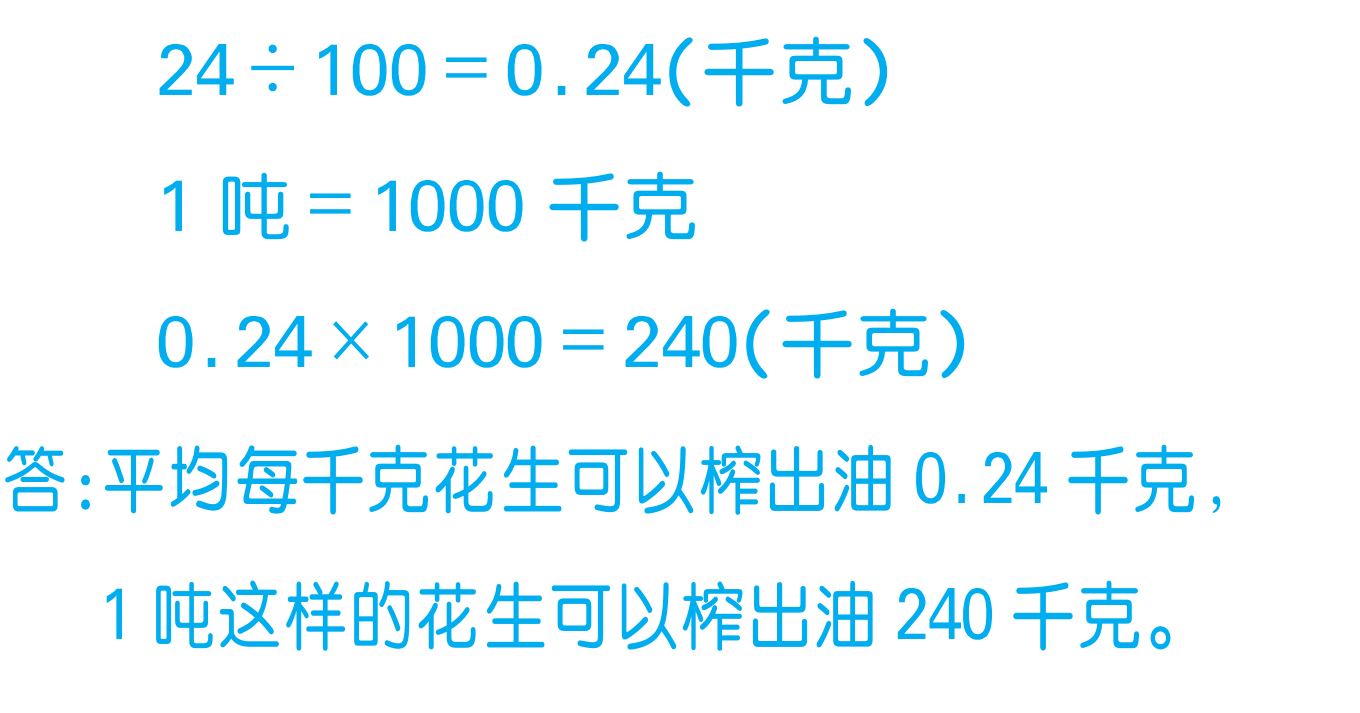 24÷100=0.24(千克)
1 吨=1000 千克
0.24×1000=240(千克)
答:平均每千克花生可以榨出油 0.24 千克,
1 吨这样的花生可以榨出油 240 千克。